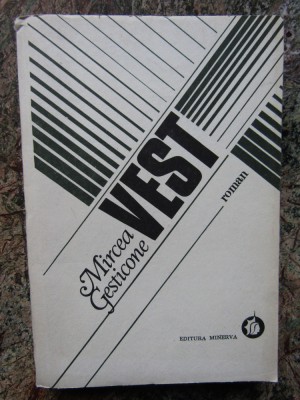 Mircea
Gesticone
VEST
roman
EDITURA MINERVA